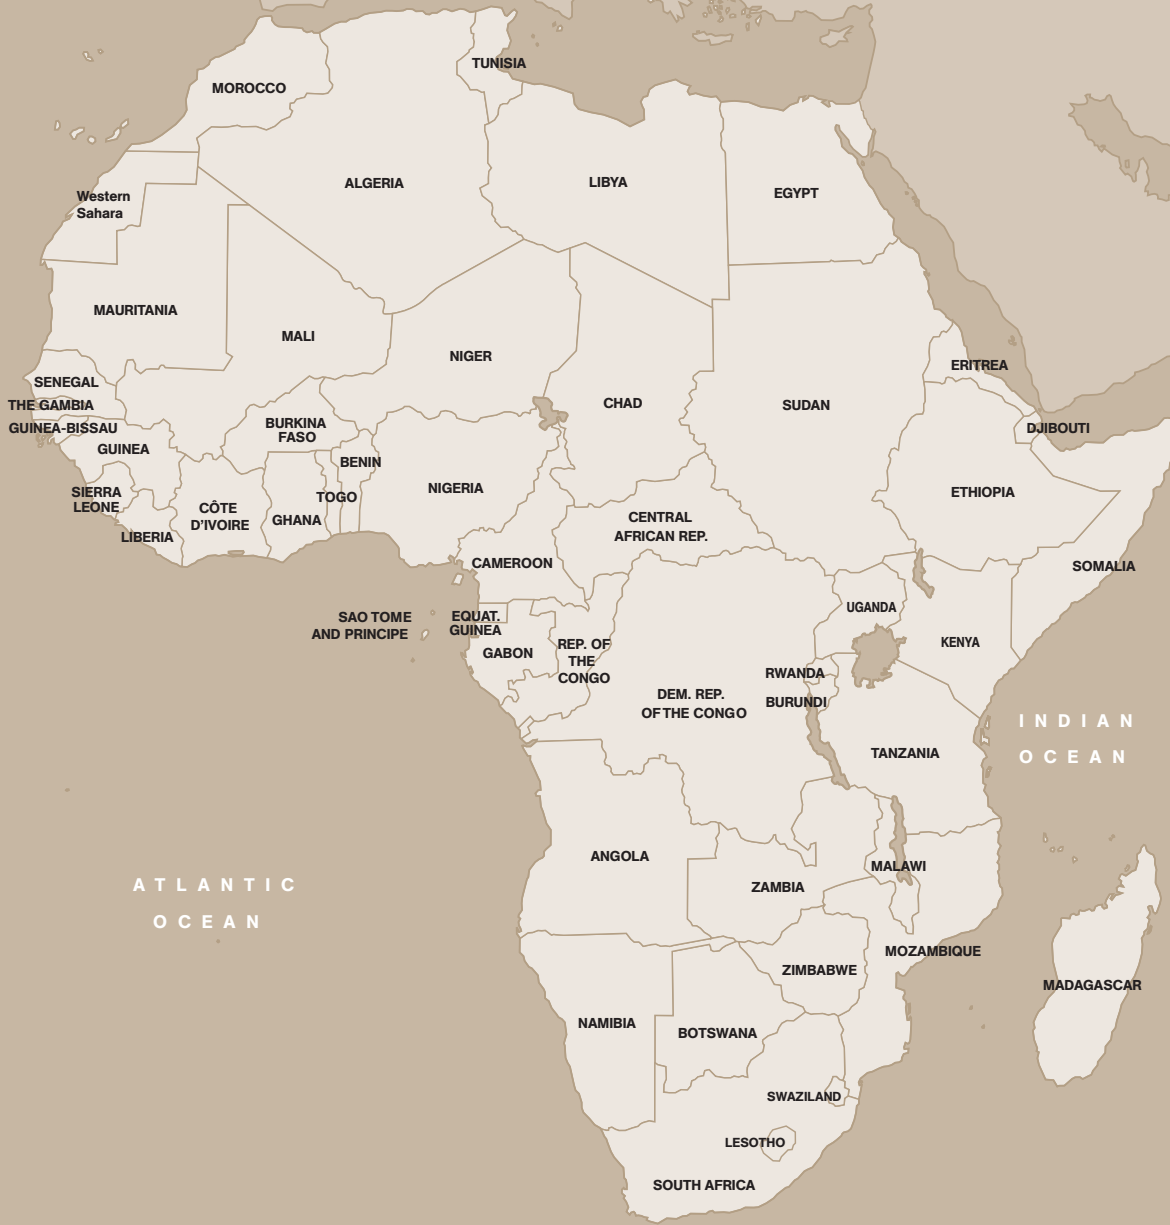 TUNISIA
MOROCCO
ALGERIA
LIBYA
EGYPT
Western
Sahara
MAURITANIA
MALI
NIGER
CHAD
SUDAN
ERITREA
SENEGAL
THE GAMBIA
GUINEA-BISSAU
GUINEA
BURKINA
FASO
DJIBOUTI
BENIN
NIGERIA
ETHIOPIA
SIERRA
LEONE
CÔTE
D'IVOIRE
GHANA
TOGO
LIBERIA
CENTRAL
AFRICAN REP.
CAMEROON
SOMALIA
SAO TOME
AND PRINCIPE
EQUAT.
GUINEA
GABON
REP. OF
THE
CONGO
UGANDA
KENYA
RWANDA
BURUNDI
DEM. REP.
OF THE CONGO
INDIAN
OCEAN
TANZANIA
ANGOLA
ZAMBIA
MALAWI
ATLANTIC
OCEAN
MOZAMBIQUE
ZIMBABWE
MADAGASCAR
NAMIBIA
BOTSWANA
SWAZILAND
LESOTHO
SOUTH AFRICA